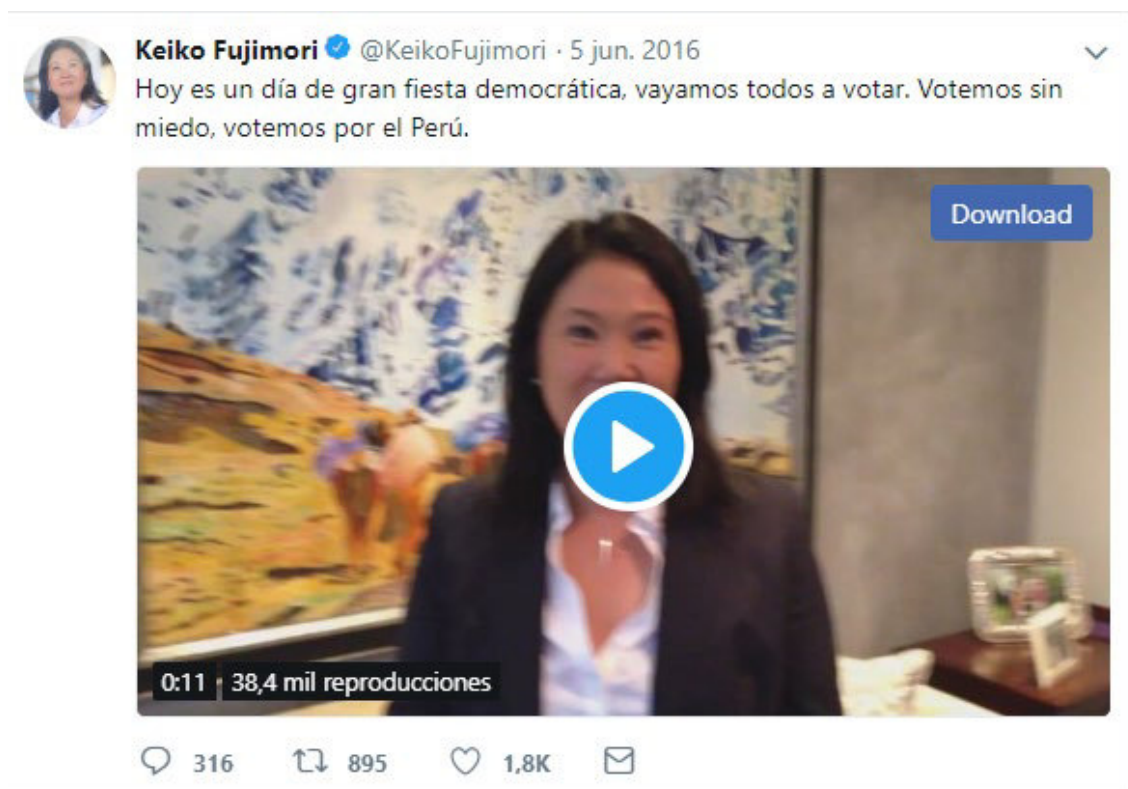 Keiko Fujimori @KeikoFujimori · 5 jun. 2016
Hoy es un día de gran fiesta democrática, vayamos todos a votar. Votemos sin
miedo, votemos por el Perú.
Download
0:11 38,4 mil reproducciones
316 895 1,8K